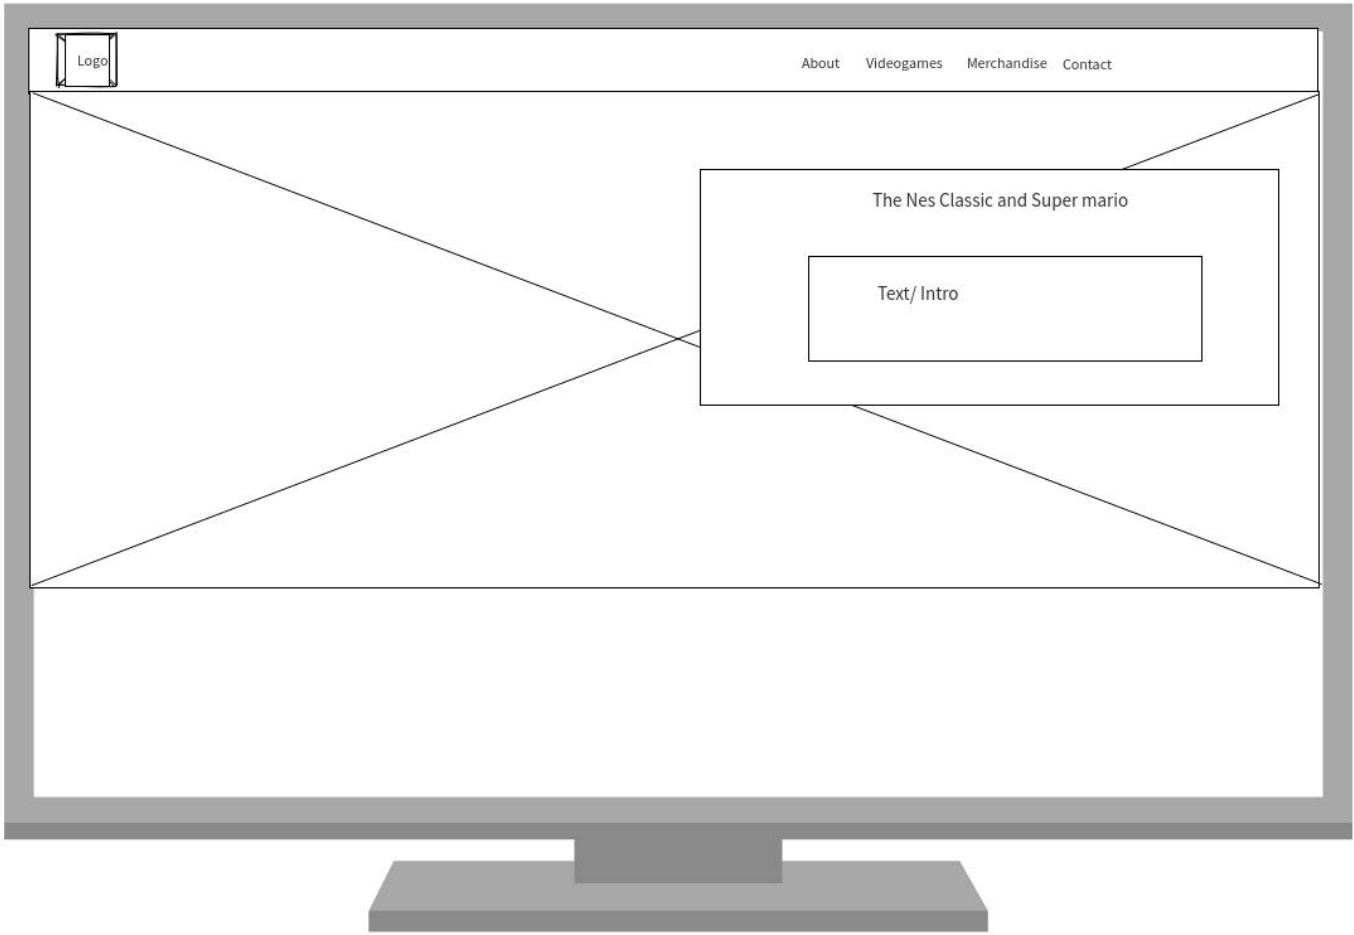 Logo
About Videogames Merchandise Contact
The Nes Classic and Super mario
Text/ Intro